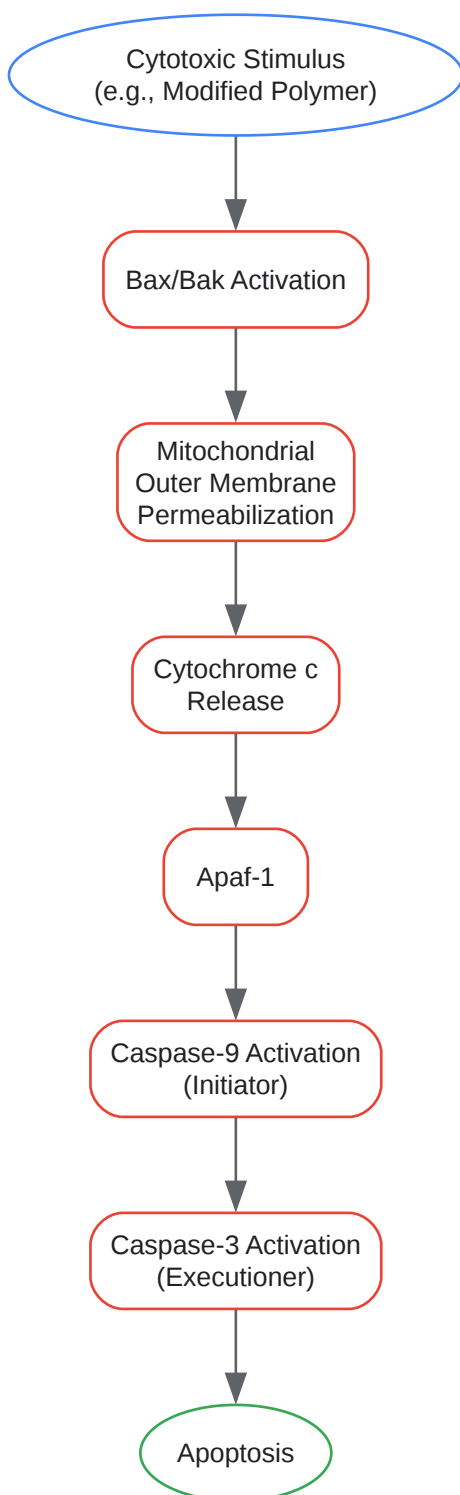 Cytotoxic Stimulus
(e.g., Modified Polymer)
Bax/Bak Activation
Mitochondrial
Outer Membrane
Permeabilization
Cytochrome c
Release
Apaf-1
Caspase-9 Activation
(Initiator)
Caspase-3 Activation
(Executioner)
Apoptosis